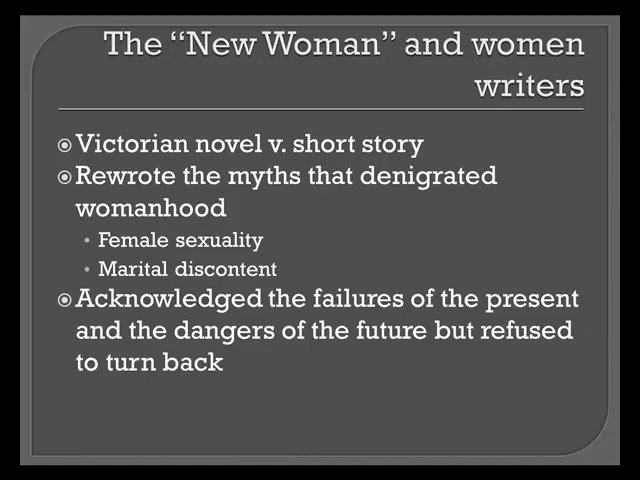 The “New Woman” and women
writers
Victorian novel v. short story
Rewrote the myths that denigrated
womanhood
Female sexuality
Marital discontent
Acknowledged the failures of the present
and the dangers of the future but refused
to turn back